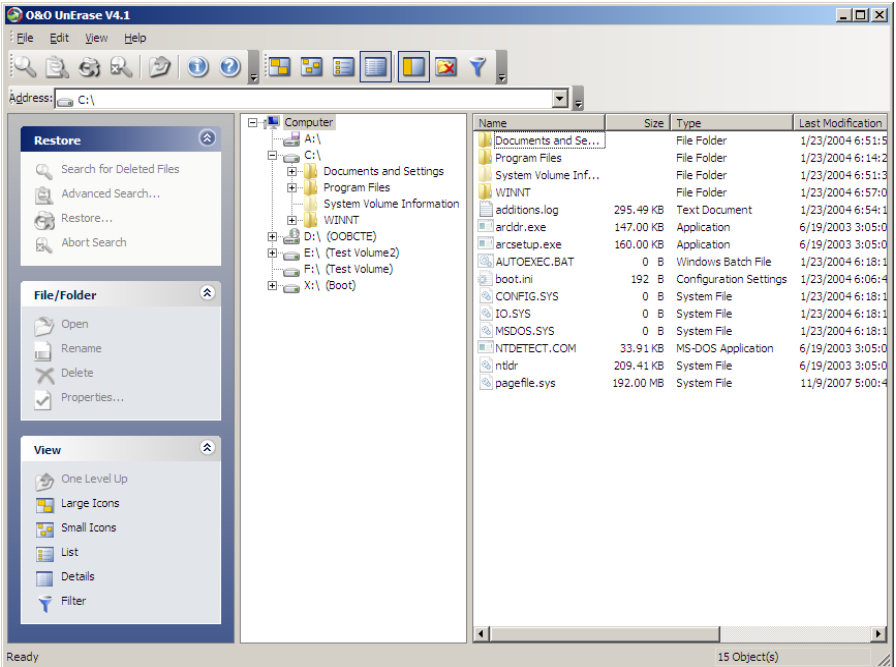 O&O UnErase V4.1
File Edit View Help
Address: C:\
Restore
Search for Deleted Files
Advanced Search...
Restore...
Abort Search
File/Folder
Open
Rename
Delete
Properties...
View
One Level Up
Large Icons
Small Icons
List
Details
Filter
Computer
A:\
C:\
Documents and Settings
Program Files
System Volume Information
WINNT
D:\ (OOBCTE)
E:\ (Test Volume2)
F:\ (Test Volume)
X:\ (Boot)
Name Size Type Last Modification
Documents and Se... File Folder 1/23/2004 6:51:5
Program Files File Folder 1/23/2004 6:14:2
System Volume Inf... File Folder 1/23/2004 6:51:3
WINNT File Folder 1/23/2004 6:57:0
additions.log 295.49 KB Text Document 1/23/2004 6:54:1
arcldr.exe 147.00 KB Application 6/19/2003 3:05:0
arcsetup.exe 160.00 KB Application 6/19/2003 3:05:0
AUTOEXEC.BAT 0 B Windows Batch File 1/23/2004 6:18:1
boot.ini 192 B Configuration Settings 1/23/2004 6:06:4
CONFIG.SYS 0 B System File 1/23/2004 6:18:1
IO.SYS 0 B System File 1/23/2004 6:18:1
MSDOS.SYS 0 B System File 1/23/2004 6:18:1
NTDETECT.COM 33.91 KB MS-DOS Application 6/19/2003 3:05:0
ntldr 209.41 KB System File 6/19/2003 3:05:0
pagefile.sys 192.00 MB System File 11/9/2007 5:00:4
Ready 15 Object(s)